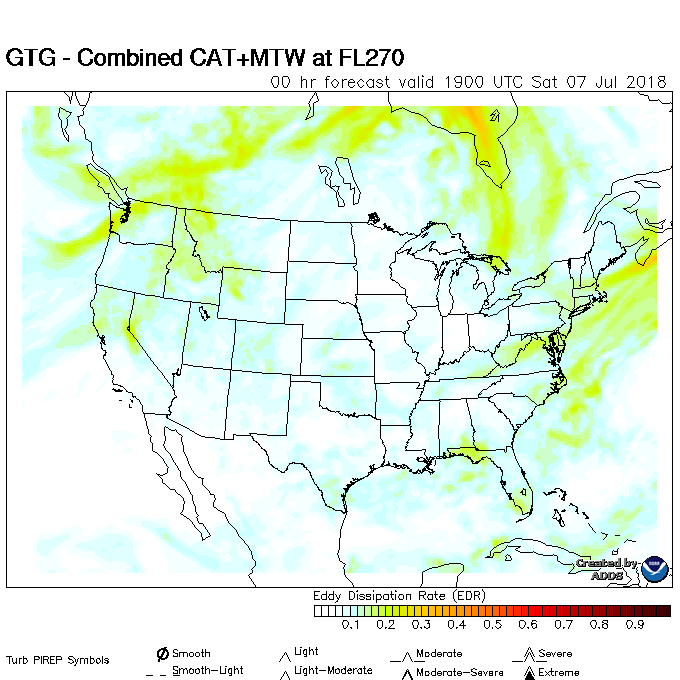 GTG - Combined CAT+MTW at FL270
00 hr forecast valid 1900 UTC Sat 07 Jul 2018
Created by
ADDS
NOAA
Eddy Dissipation Rate (EDR)
0.1 0.2 0.3 0.4 0.5 0.6 0.7 0.8 0.9
Turb PIREP Symbols
Smooth Light Moderate Severe
Smooth-Light Light-Moderate Moderate-Severe Extreme